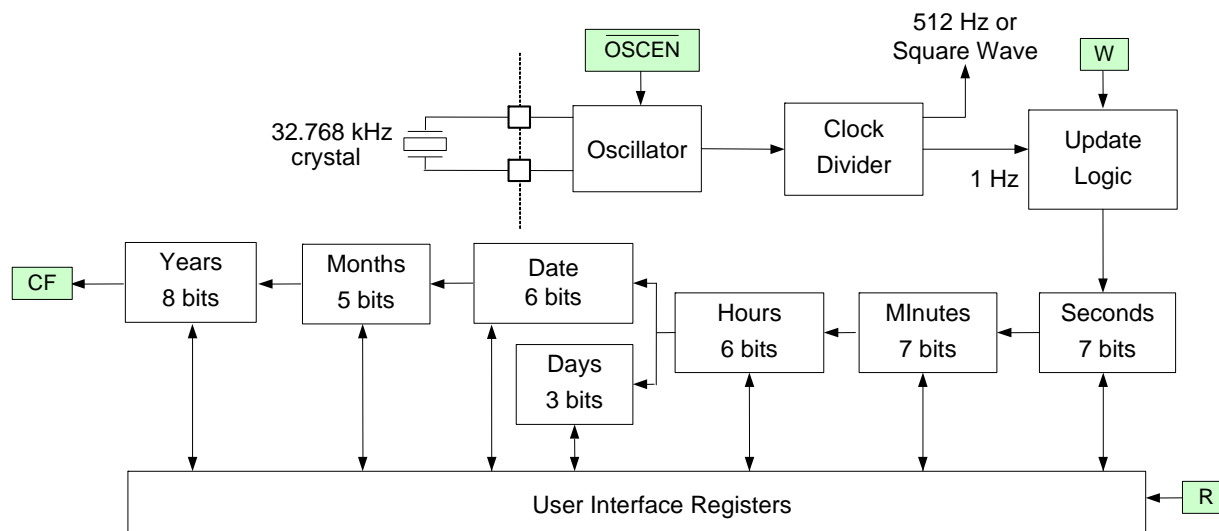 512 Hz or
Square Wave
OSCEN
W
32.768 kHz
crystal
Oscillator
Clock
Divider
1 Hz
Update
Logic
CF
Years
8 bits
Months
5 bits
Date
6 bits
Days
3 bits
Hours
6 bits
MInutes
7 bits
Seconds
7 bits
User Interface Registers
R